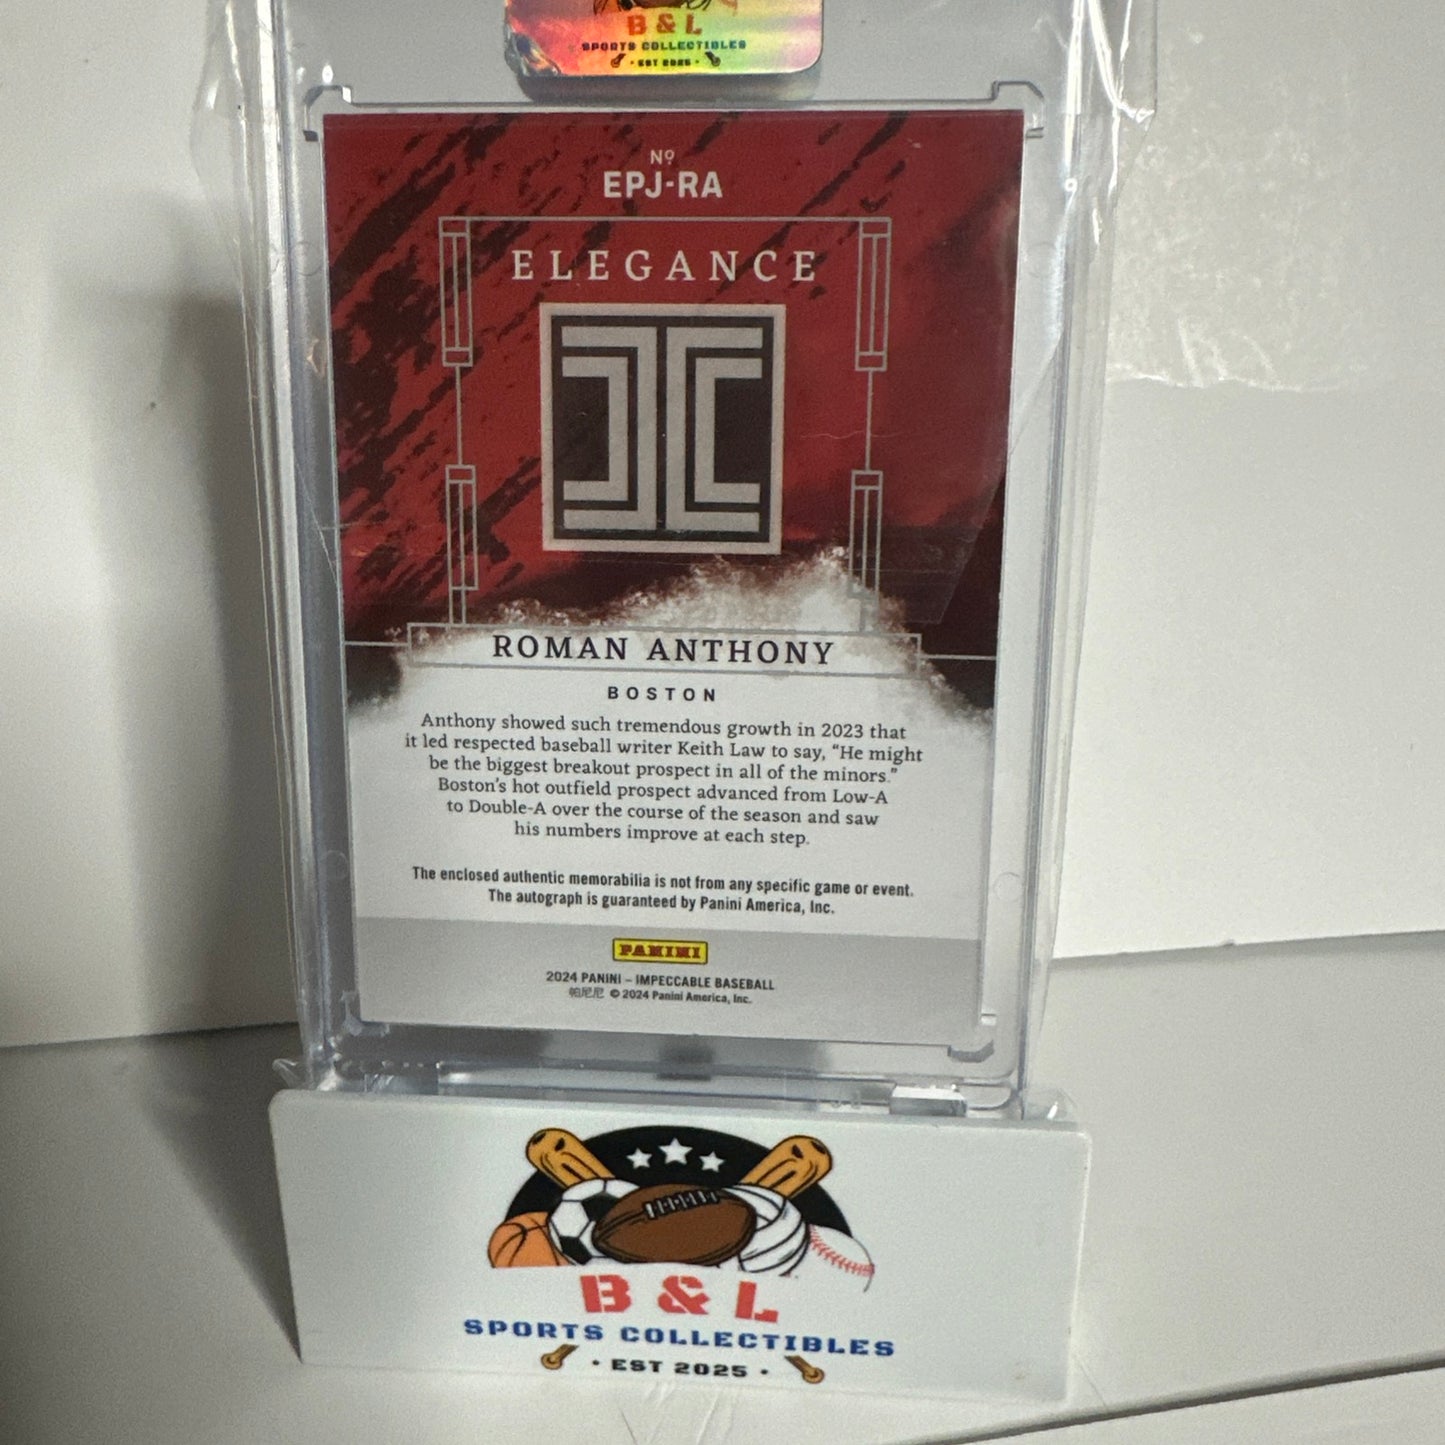 B & L
SPORTS COLLECTIBLES
• EST 2025 •
Nº
EPJ-RA
ELEGANCE
ROMAN ANTHONY
BOSTON
Anthony showed such tremendous growth in 2023 that
it led respected baseball writer Keith Law to say, “He might
be the biggest breakout prospect in all of the minors.”
Boston’s hot outfield prospect advanced from Low-A
to Double-A over the course of the season and saw
his numbers improve at each step.
The enclosed authentic memorabilia is not from any specific game or event.
The autograph is guaranteed by Panini America, Inc.
PANINI
2024 PANINI – IMPECCABLE BASEBALL
帕尼尼 © 2024 Panini America, Inc.
B & L
SPORTS COLLECTIBLES
• EST 2025 •